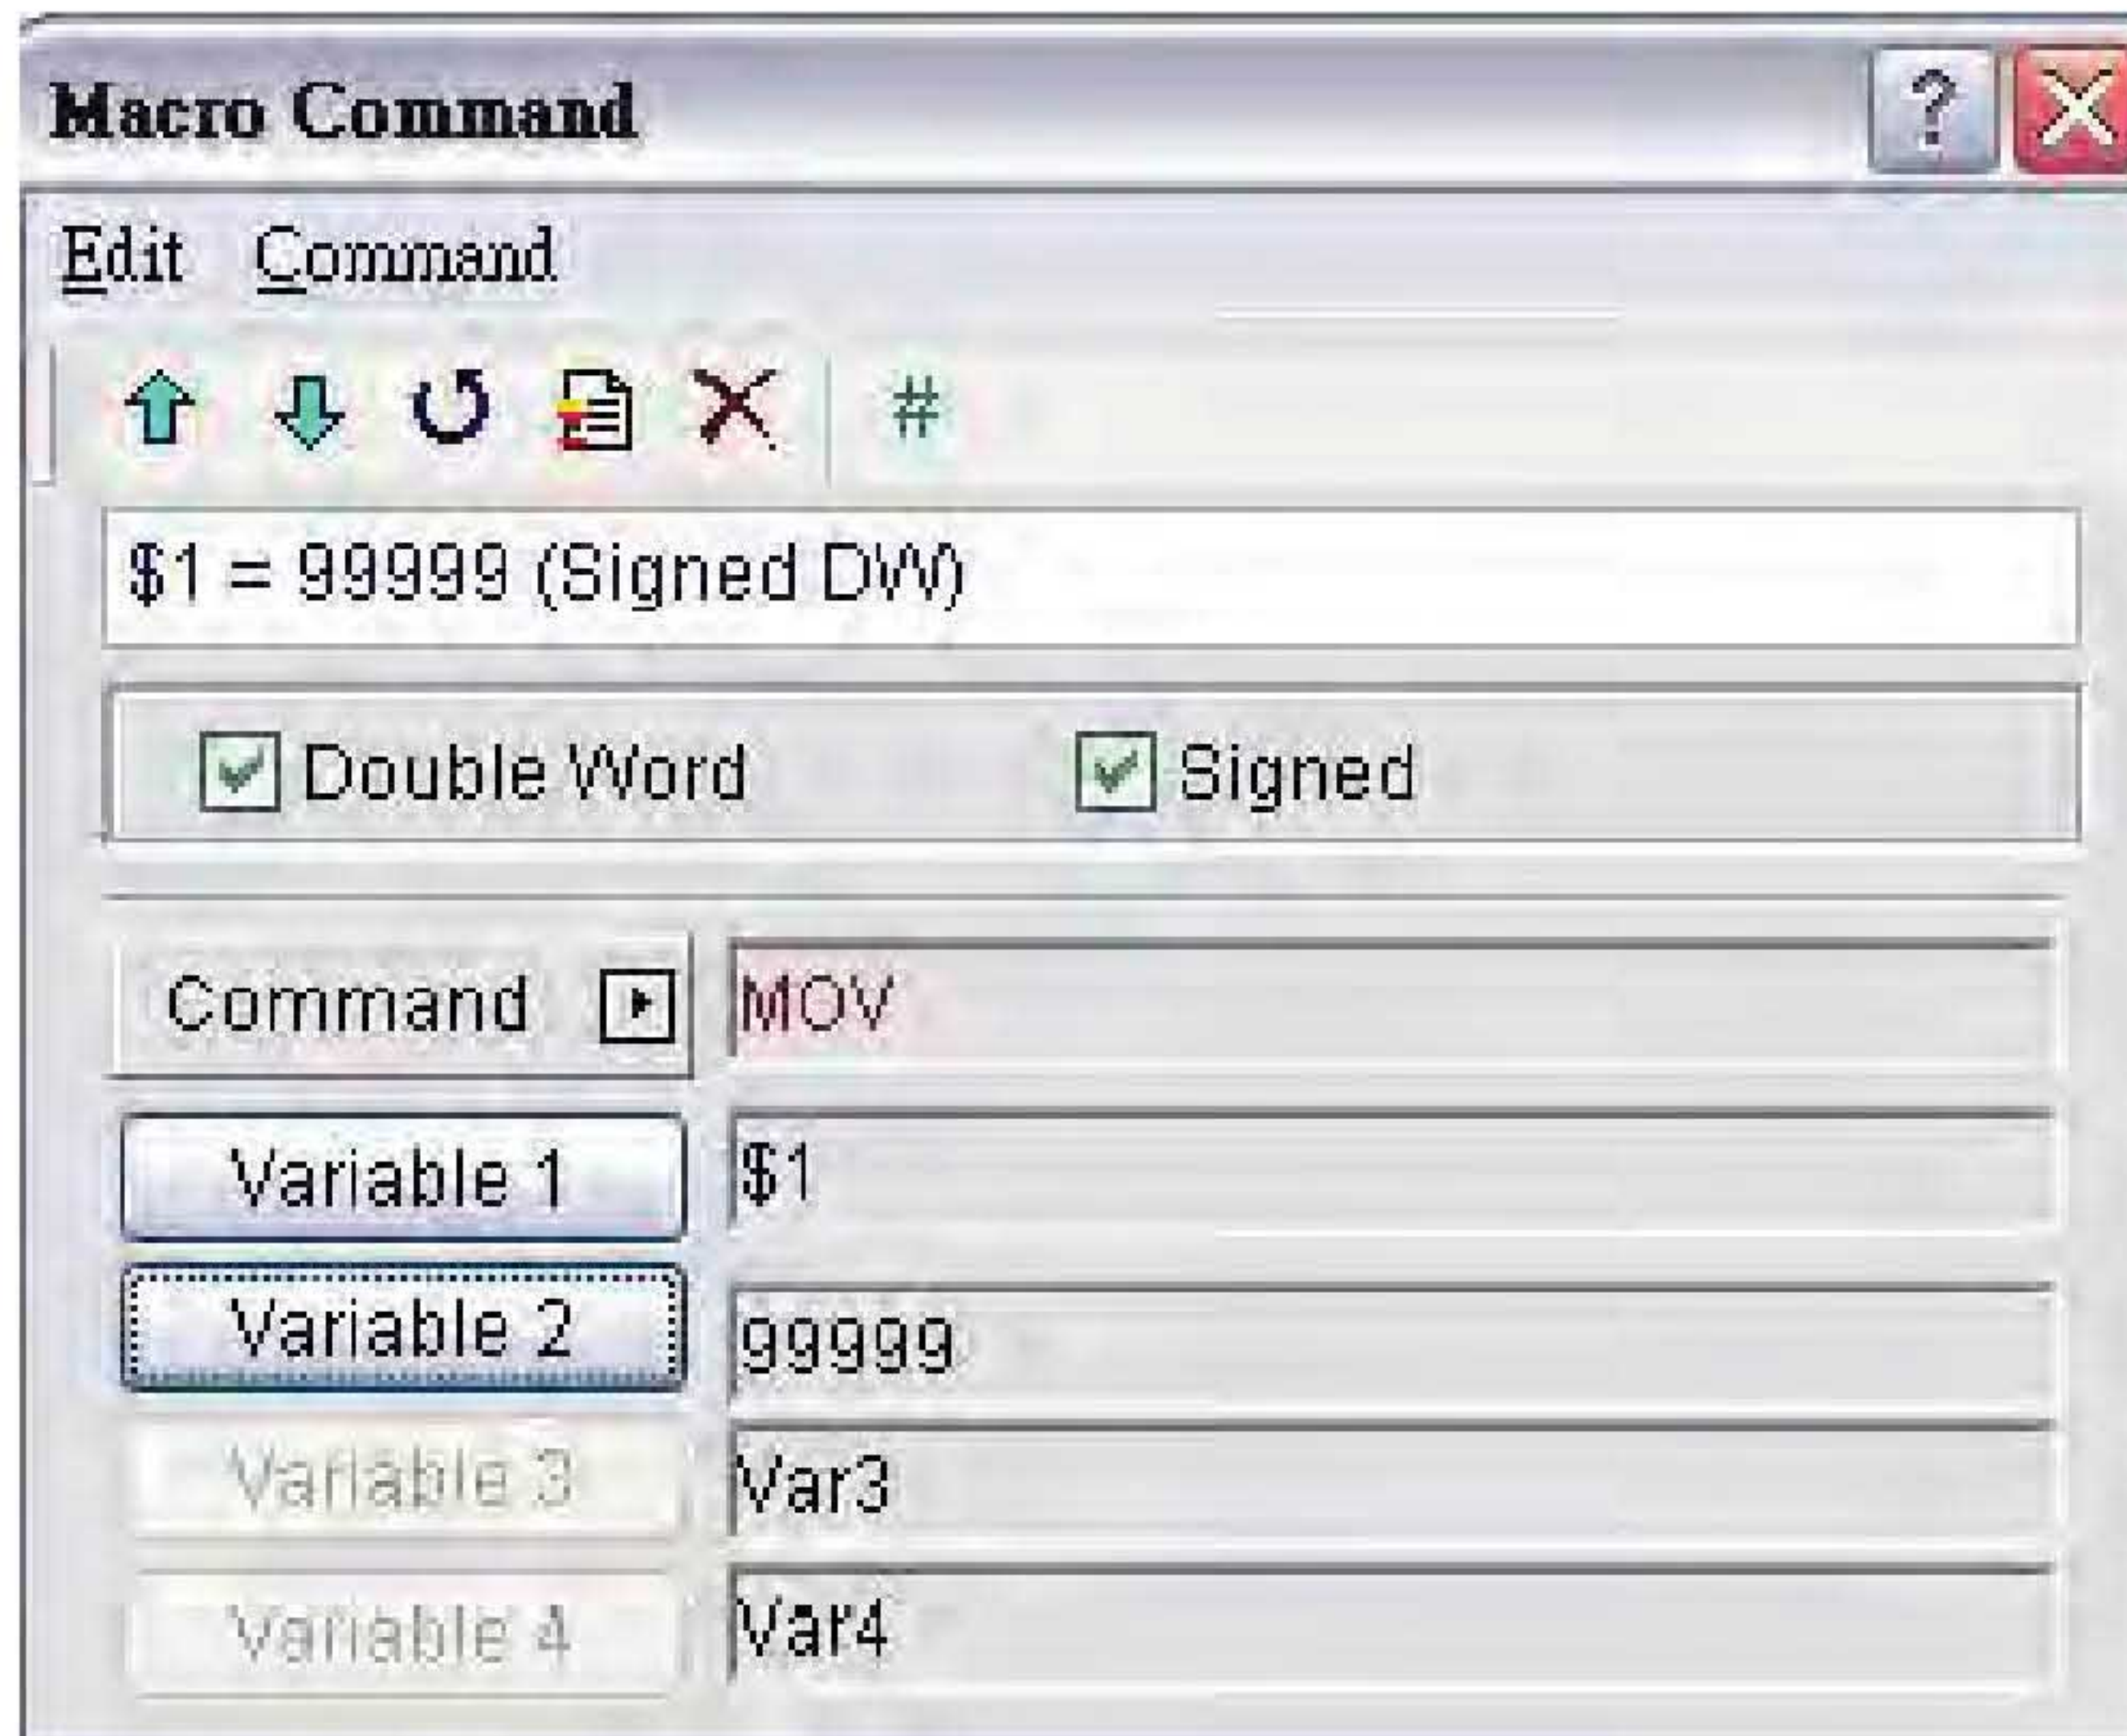 Macro Command
?
Edit Command
#
$1 = 99999 (Signed DW)
Double Word Signed
Command MOV
Variable 1 $1
Variable 2 99999
Variable 3 Var3
Variable 4 Var4